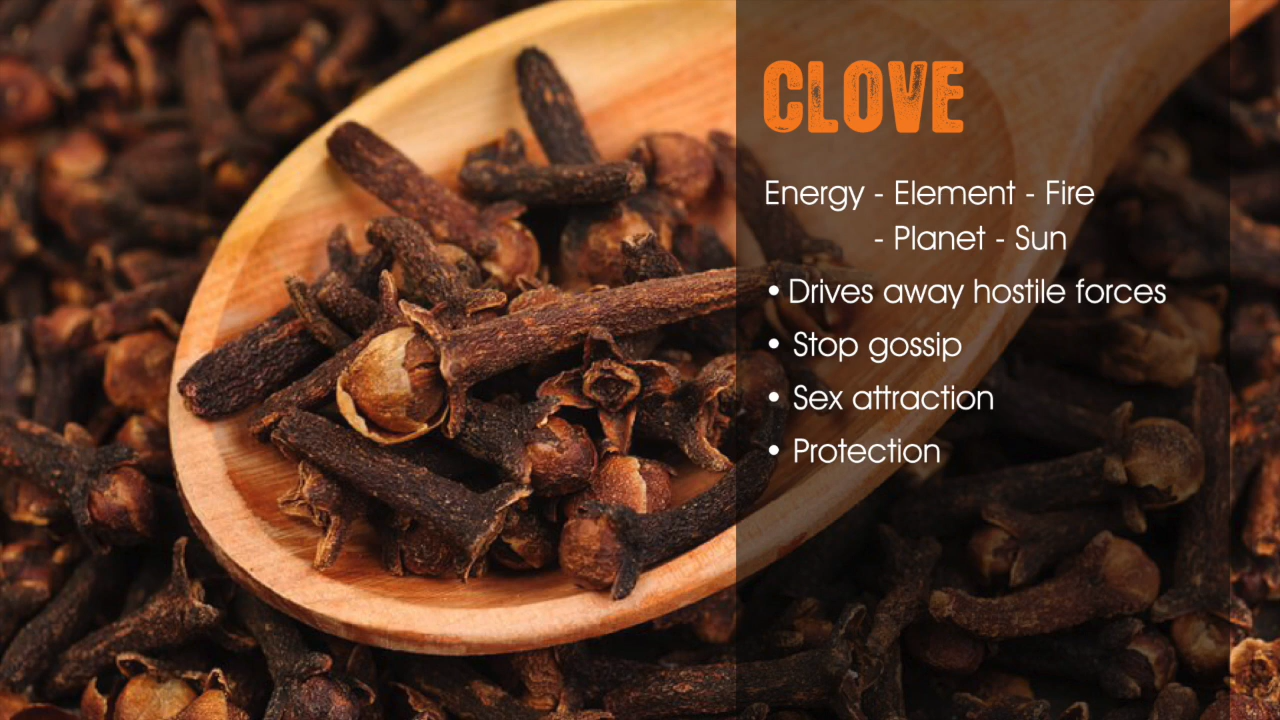 CLOVE
Energy - Element - Fire
- Planet - Sun
• Drives away hostile forces
• Stop gossip
• Sex attraction
• Protection